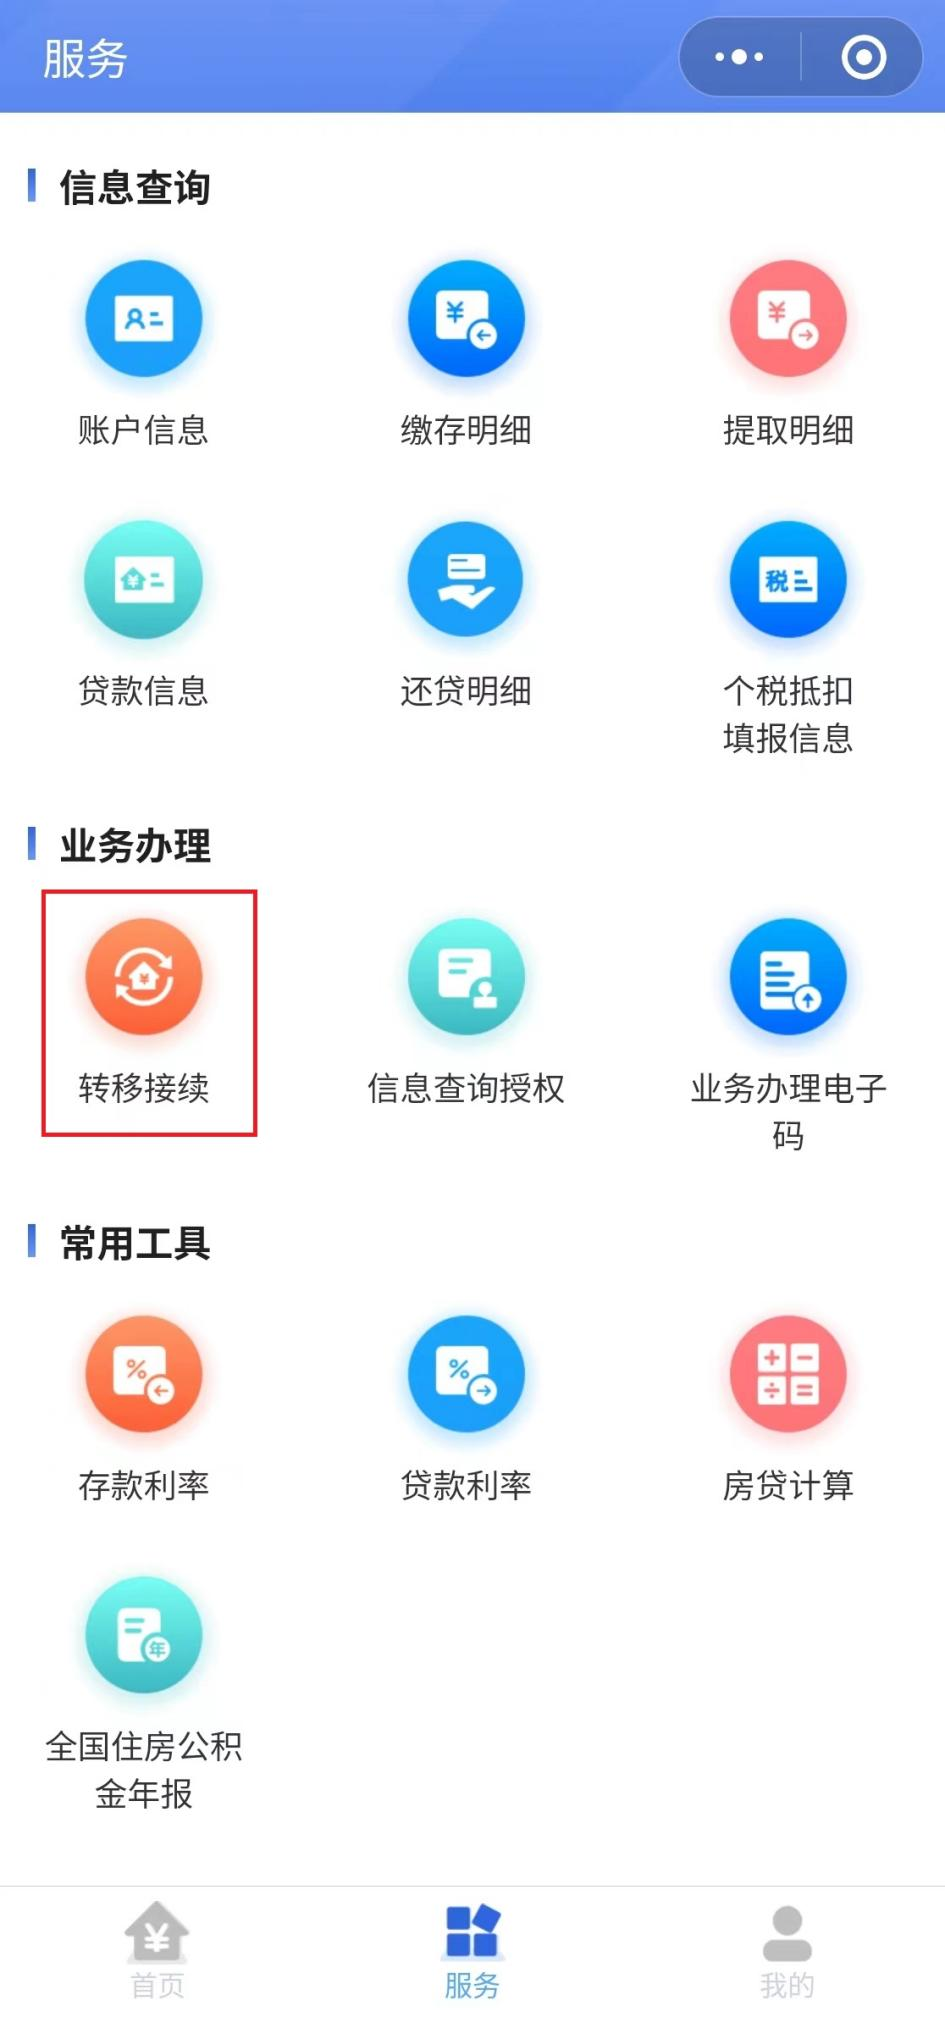 服务
信息查询
账户信息 缴存明细 提取明细
贷款信息 还贷明细 个税抵扣
填报信息
业务办理
转移接续 信息查询授权 业务办理电子
码
常用工具
存款利率 贷款利率 房贷计算
全国住房公积
金年报
首页 服务 我的